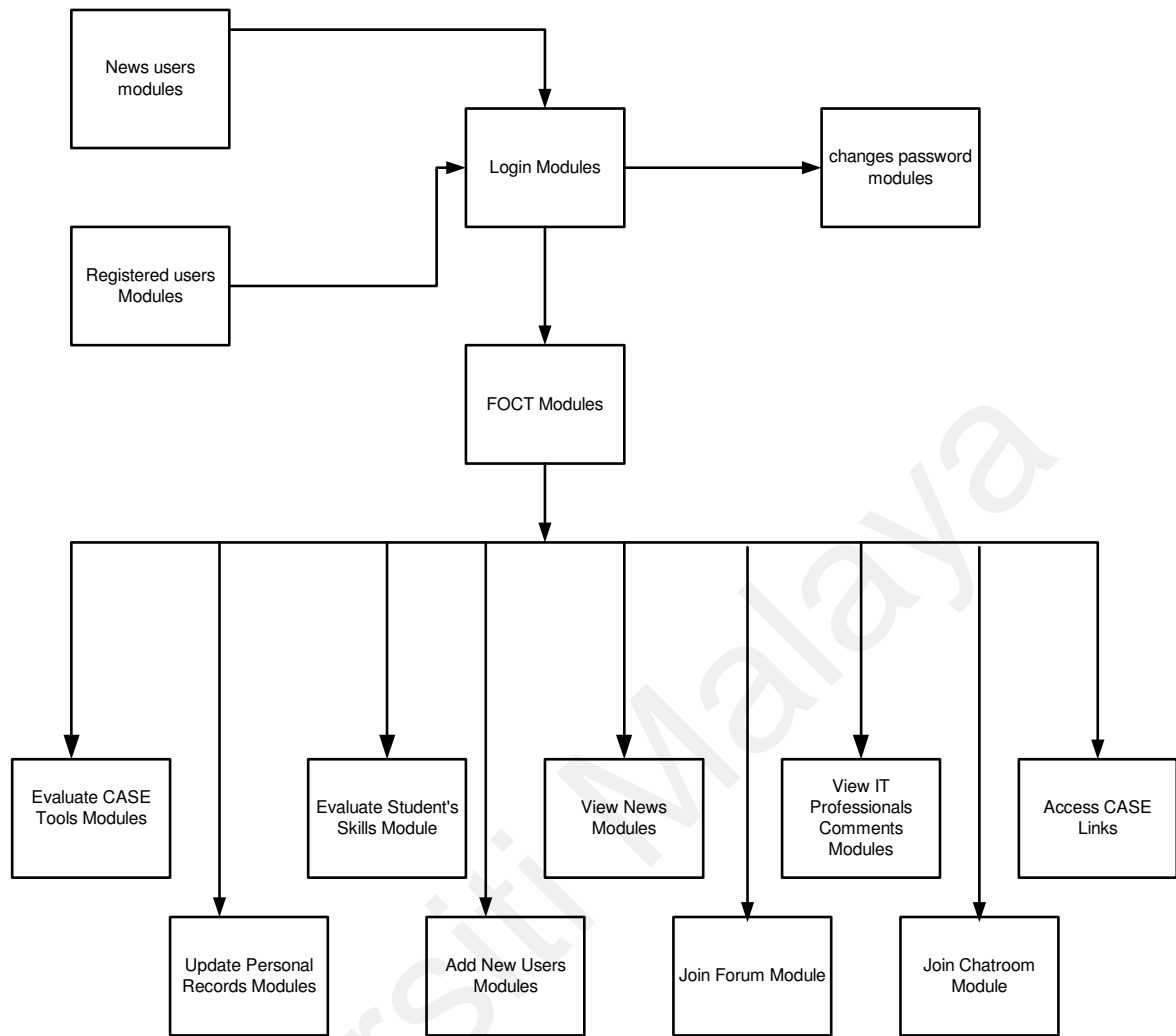 News users
modules
Login Modules
changes password
modules
Registered users
Modules
FOCT Modules
Evaluate CASE
Tools Modules
Evaluate Student's
Skills Module
View News
Modules
View IT
Professionals
Comments
Modules
Access CASE
Links
Update Personal
Records Modules
Add New Users
Modules
Join Forum Module
Join Chatroom
Module
rsiti Malaya